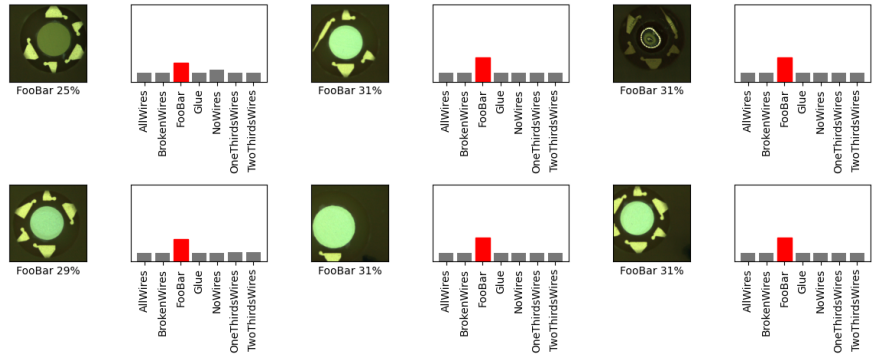 AllWires
BrokenWires
FooBar
Glue
NoWires
OneThirdsWires
TwoThirdsWires
FooBar 25%
AllWires
BrokenWires
FooBar
Glue
NoWires
OneThirdsWires
TwoThirdsWires
FooBar 31%
AllWires
BrokenWires
FooBar
Glue
NoWires
OneThirdsWires
TwoThirdsWires
FooBar 31%
AllWires
BrokenWires
FooBar
Glue
NoWires
OneThirdsWires
TwoThirdsWires
FooBar 29%
AllWires
BrokenWires
FooBar
Glue
NoWires
OneThirdsWires
TwoThirdsWires
FooBar 31%
AllWires
BrokenWires
FooBar
Glue
NoWires
OneThirdsWires
TwoThirdsWires
FooBar 31%